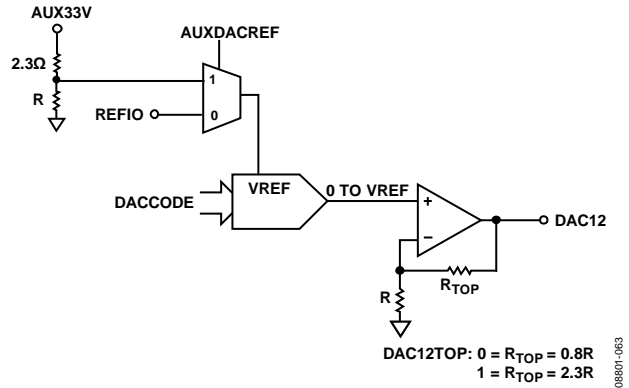 AUX33V
AUXDACREF
2.3Ω
1
R
REFIO
0
VREF
0 TO VREF
DACCODE
+
DAC12
−
R
RTOP
DAC12TOP: 0 = RTOP = 0.8R
1 = RTOP = 2.3R
08801-063